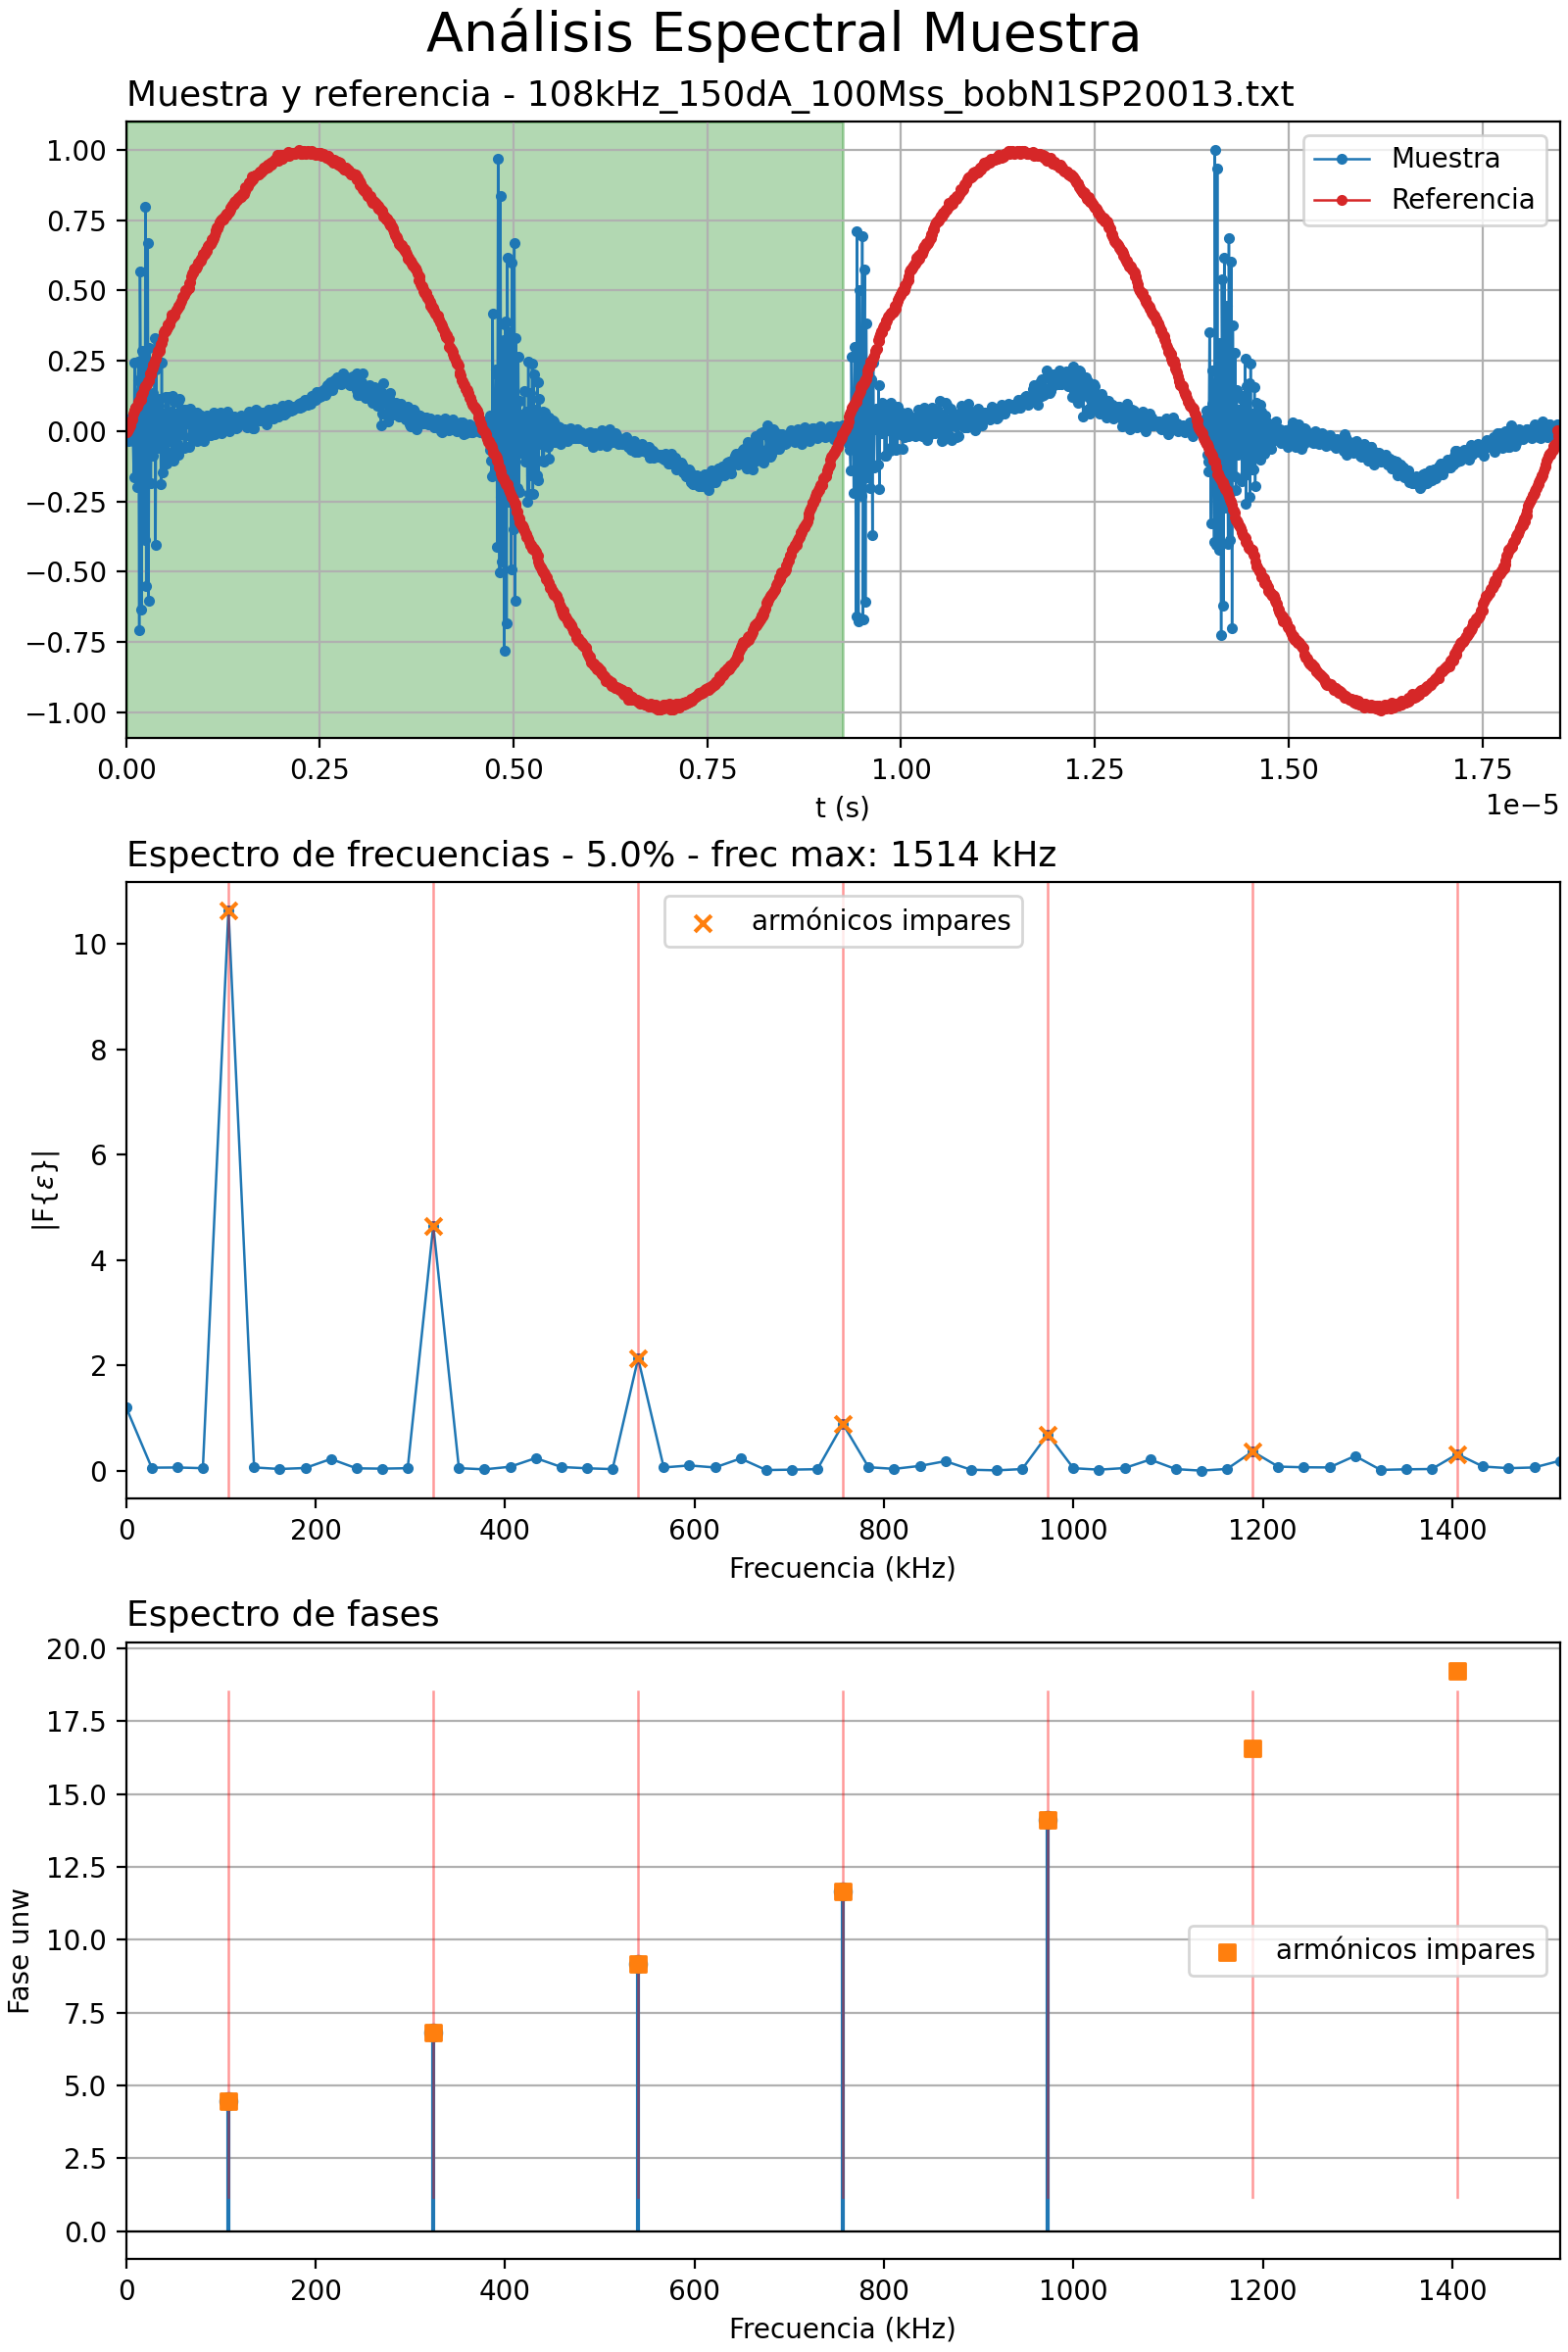 Análisis Espectral Muestra
Muestra y referencia - 108kHz_150dA_100Mss_bobN1SP20013.txt
1.00
0.75
0.50
0.25
0.00
−0.25
−0.50
−0.75
−1.00
Muestra
Referencia
0.00 0.25 0.50 0.75 1.00 1.25 1.50 1.75
1e−5
t (s)
Espectro de frecuencias - 5.0% - frec max: 1514 kHz
10
8
6
4
2
0
|F{ε}|
armónicos impares
0 200 400 600 800 1000 1200 1400
Frecuencia (kHz)
Espectro de fases
20.0
17.5
15.0
12.5
10.0
7.5
5.0
2.5
0.0
Fase unw
armónicos impares
0 200 400 600 800 1000 1200 1400
Frecuencia (kHz)